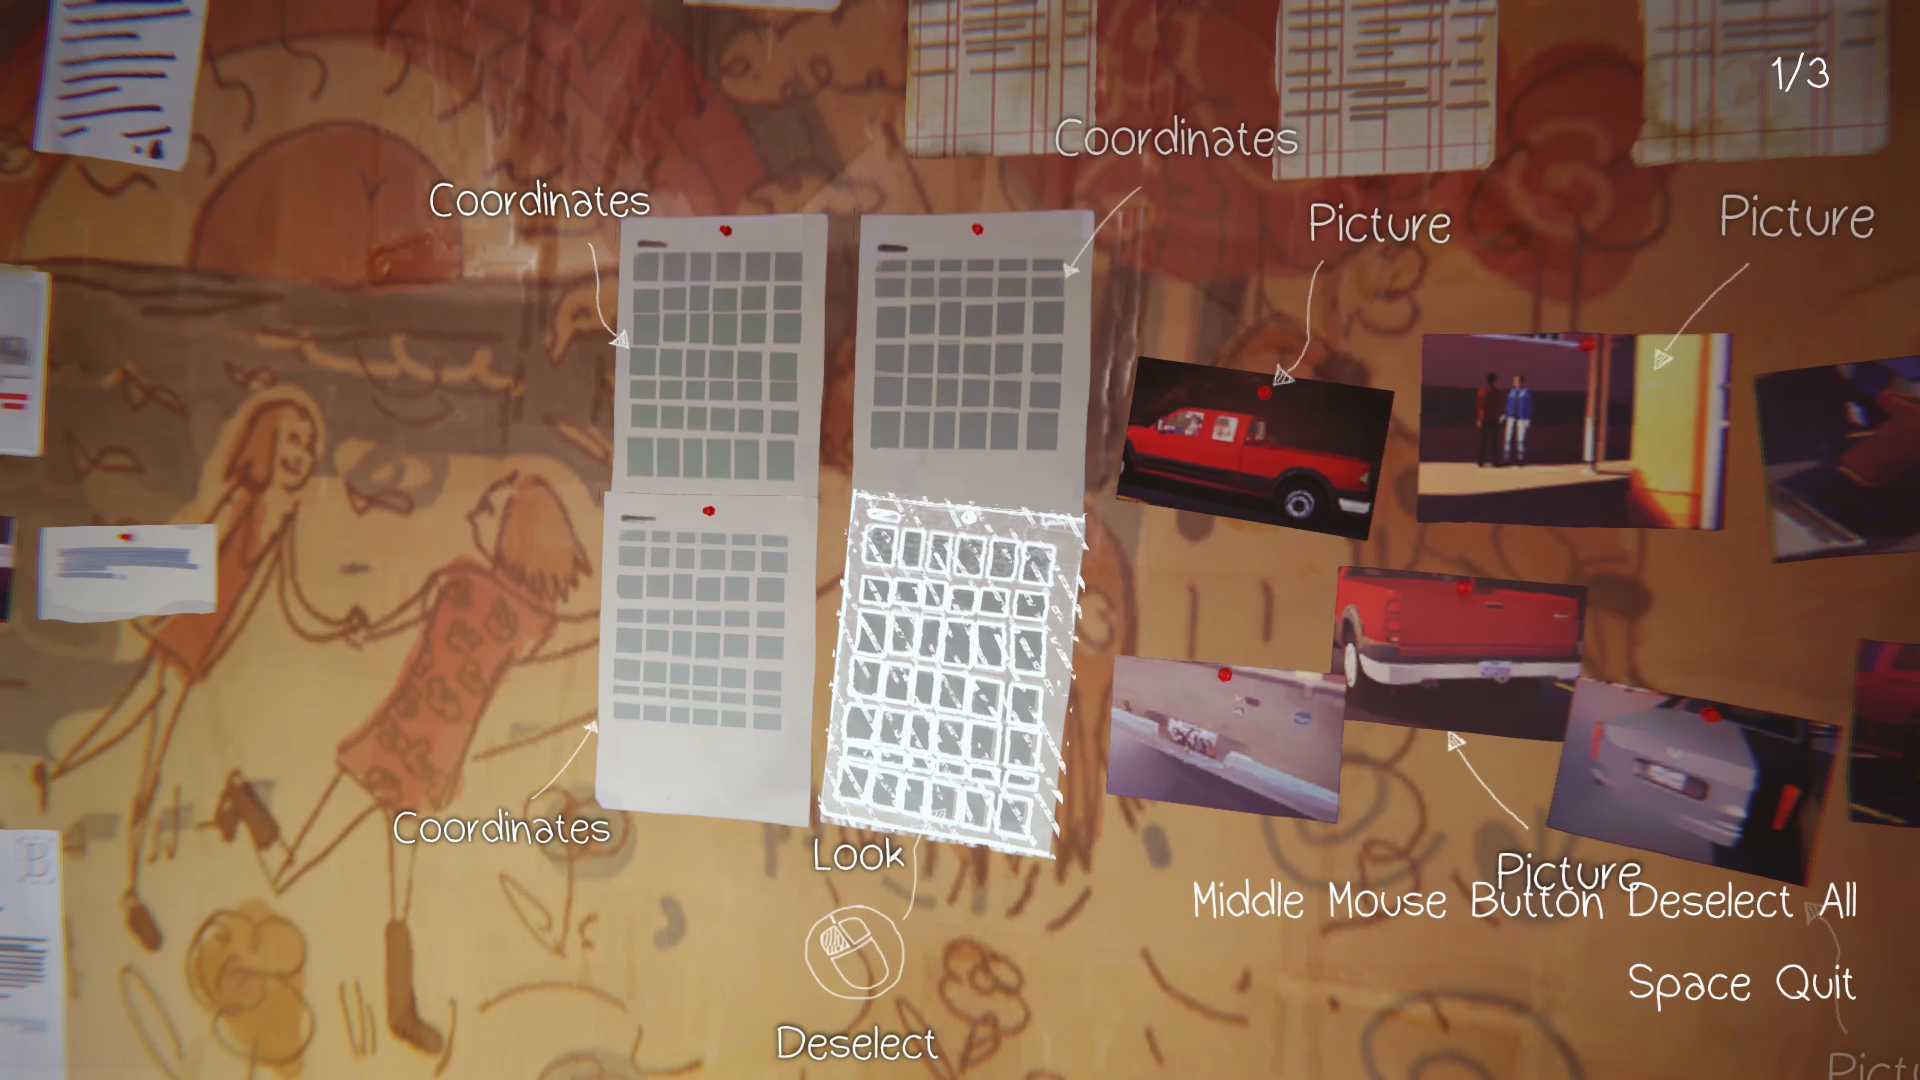 1/3
Coordinates
Coordinates
Picture
Picture
Coordinates
Look
Picture
Middle Mouse Button Deselect All
Space Quit
Deselect
B